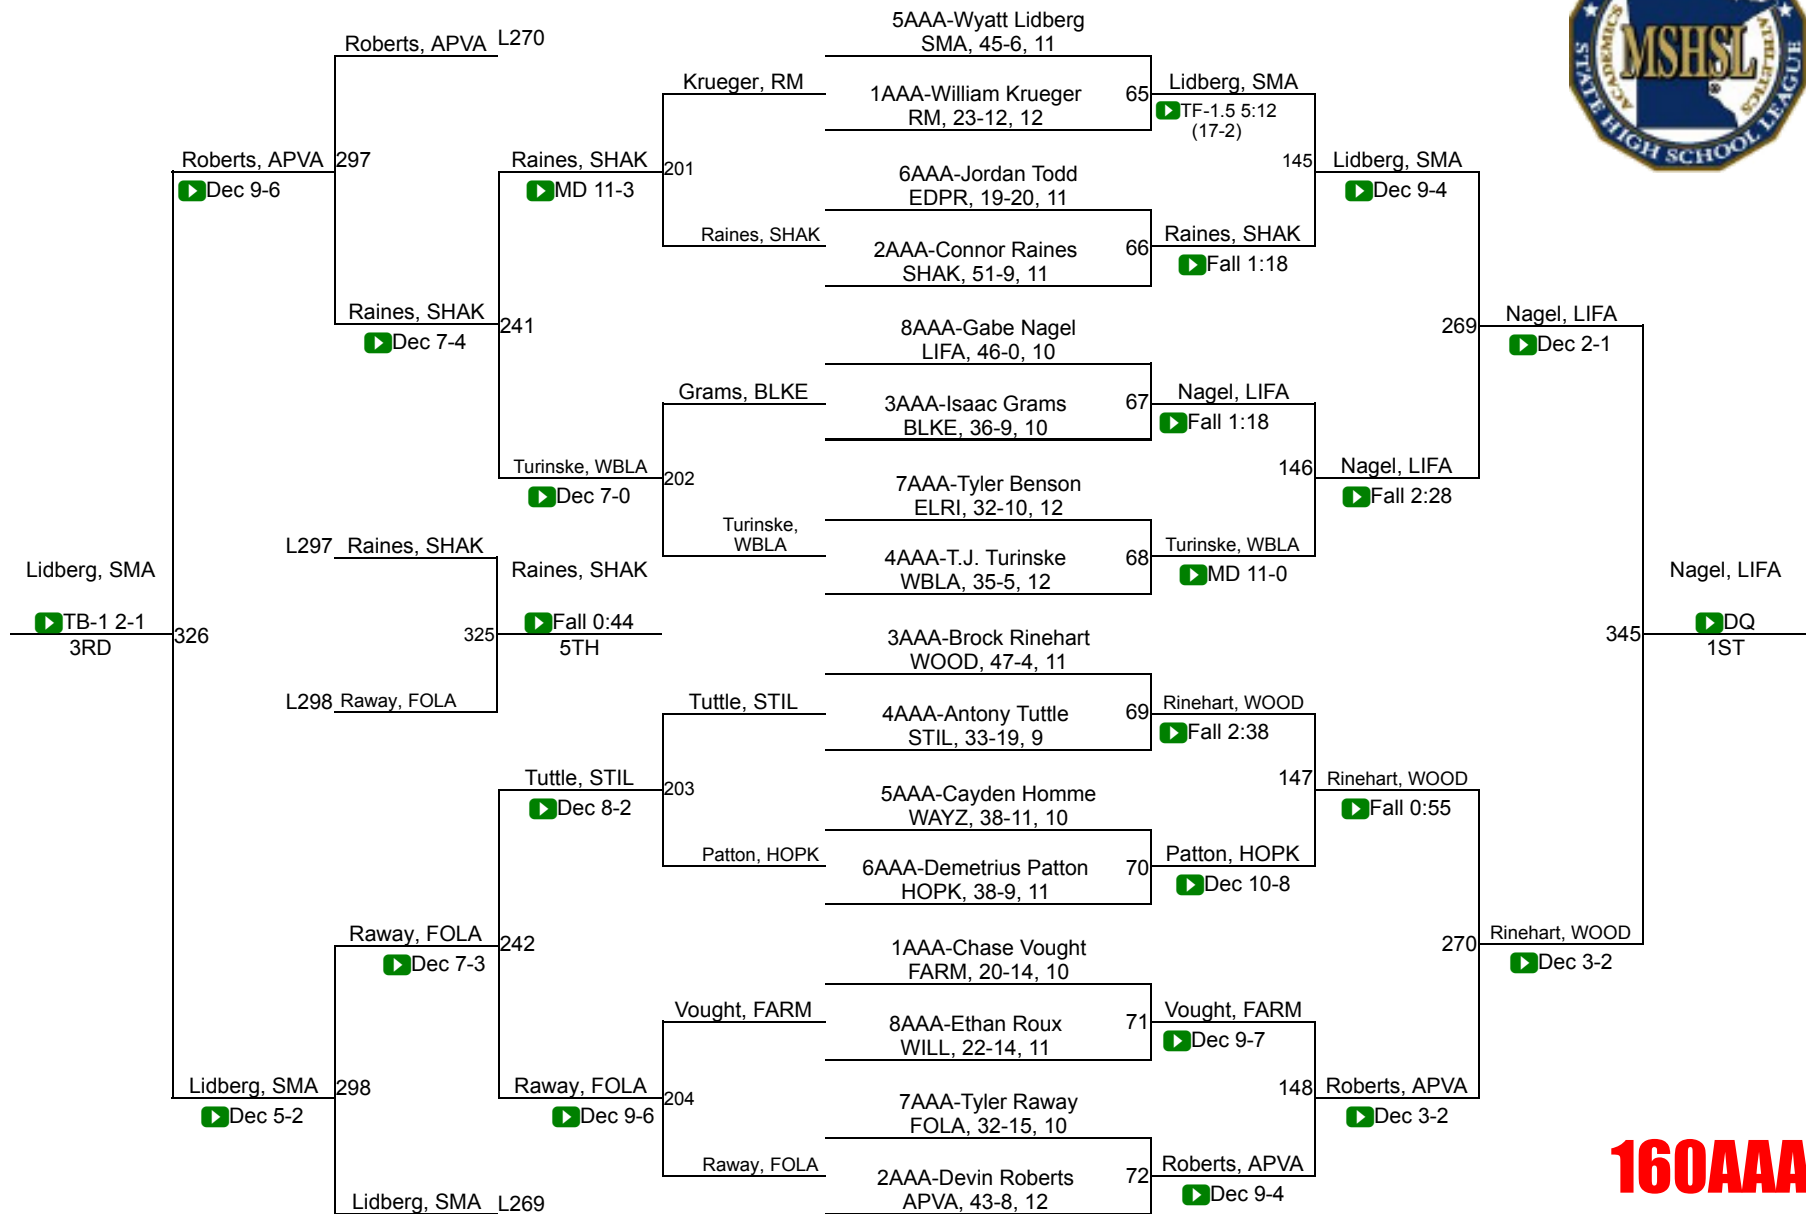 5AAA-Wyatt Lidberg
SMA, 45-6, 11
Roberts, APVA L270
MSHSL
ACADEMICS
ATHLETICS
STATE HIGH SCHOOL LEAGUE
Krueger, RM
1AAA-William Krueger
RM, 23-12, 12
65
Lidberg, SMA
TF-1.5 5:12
(17-2)
Roberts, APVA 297
Dec 9-6
Raines, SHAK
MD 11-3
201
6AAA-Jordan Todd
EDPR, 19-20, 11
145
Lidberg, SMA
Dec 9-4
Raines, SHAK
2AAA-Connor Raines
SHAK, 51-9, 11
66
Raines, SHAK
Fall 1:18
Raines, SHAK
Dec 7-4
241
8AAA-Gabe Nagel
LIFA, 46-0, 10
269
Nagel, LIFA
Dec 2-1
Grams, BLKE
3AAA-Isaac Grams
BLKE, 36-9, 10
67
Nagel, LIFA
Fall 1:18
Turinske, WBLA
Dec 7-0
202
7AAA-Tyler Benson
ELRI, 32-10, 12
146
Nagel, LIFA
Fall 2:28
Turinske,
WBLA
4AAA-T.J. Turinske
WBLA, 35-5, 12
68
Turinske, WBLA
MD 11-0
L297 Raines, SHAK
Lidberg, SMA
Raines, SHAK
Nagel, LIFA
TB-1 2-1
3RD
326
325
Fall 0:44
5TH
3AAA-Brock Rinehart
WOOD, 47-4, 11
345
DQ
1ST
L298 Raway, FOLA
Tuttle, STIL
4AAA-Antony Tuttle
STIL, 33-19, 9
69
Rinehart, WOOD
Fall 2:38
Tuttle, STIL
Dec 8-2
203
5AAA-Cayden Homme
WAYZ, 38-11, 10
147
Rinehart, WOOD
Fall 0:55
Patton, HOPK
6AAA-Demetrius Patton
HOPK, 38-9, 11
70
Patton, HOPK
Dec 10-8
Raway, FOLA
Dec 7-3
242
1AAA-Chase Vought
FARM, 20-14, 10
270
Rinehart, WOOD
Dec 3-2
Vought, FARM
8AAA-Ethan Roux
WILL, 22-14, 11
71
Vought, FARM
Dec 9-7
Lidberg, SMA
Dec 5-2
298
Raway, FOLA
Dec 9-6
204
7AAA-Tyler Raway
FOLA, 32-15, 10
148
Roberts, APVA
Dec 3-2
Raway, FOLA
2AAA-Devin Roberts
APVA, 43-8, 12
72
Roberts, APVA
Dec 9-4
Lidberg, SMA L269
160AAA